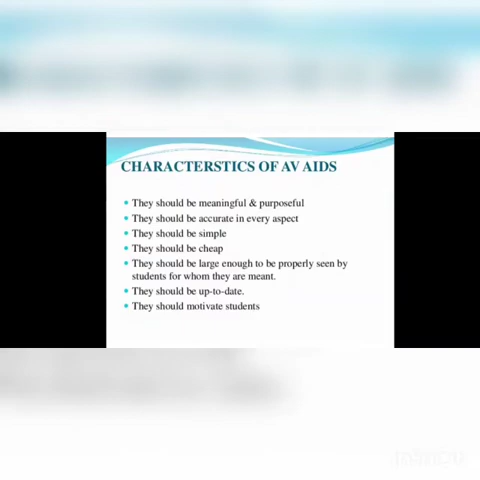 CHARACTERSTICS OF AV AIDS
• They should be meaningful & purposeful
• They should be accurate in every aspect
• They should be simple
• They should be cheap
• They should be large enough to be properly seen by
students for whom they are meant.
• They should be up-to-date.
• They should motivate students